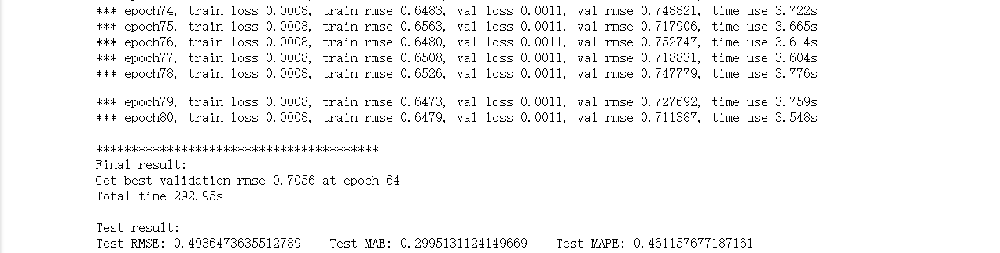 *** epoch74, train loss 0.0008, train rmse 0.6483, val loss 0.0011, val rmse 0.748821, time use 3.722s
*** epoch75, train loss 0.0008, train rmse 0.6563, val loss 0.0011, val rmse 0.717906, time use 3.665s
*** epoch76, train loss 0.0008, train rmse 0.6480, val loss 0.0011, val rmse 0.752747, time use 3.614s
*** epoch77, train loss 0.0008, train rmse 0.6508, val loss 0.0011, val rmse 0.718831, time use 3.604s
*** epoch78, train loss 0.0008, train rmse 0.6526, val loss 0.0011, val rmse 0.747779, time use 3.776s
*** epoch79, train loss 0.0008, train rmse 0.6473, val loss 0.0011, val rmse 0.727692, time use 3.759s
*** epoch80, train loss 0.0008, train rmse 0.6479, val loss 0.0011, val rmse 0.711387, time use 3.548s
****************************************
Final result:
Get best validation rmse 0.7056 at epoch 64
Total time 292.95s
Test result:
Test RMSE: 0.4936473635512789    Test MAE: 0.2995131124149669    Test MAPE: 0.461157677187161